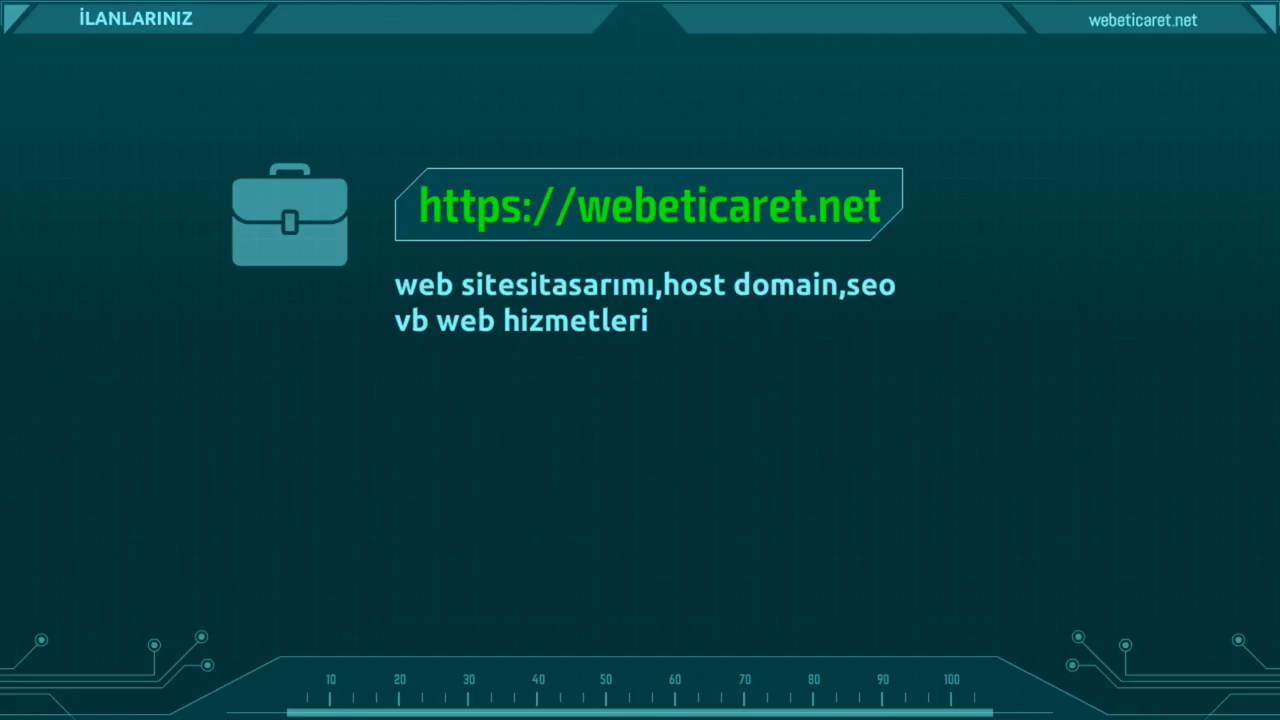 İLANLARINIZ
webeticaret.net
https://webeticaret.net
web sitesitasarımı,host domain,seo
vb web hizmetleri
10 20 30 40 50 60 70 80 90 100